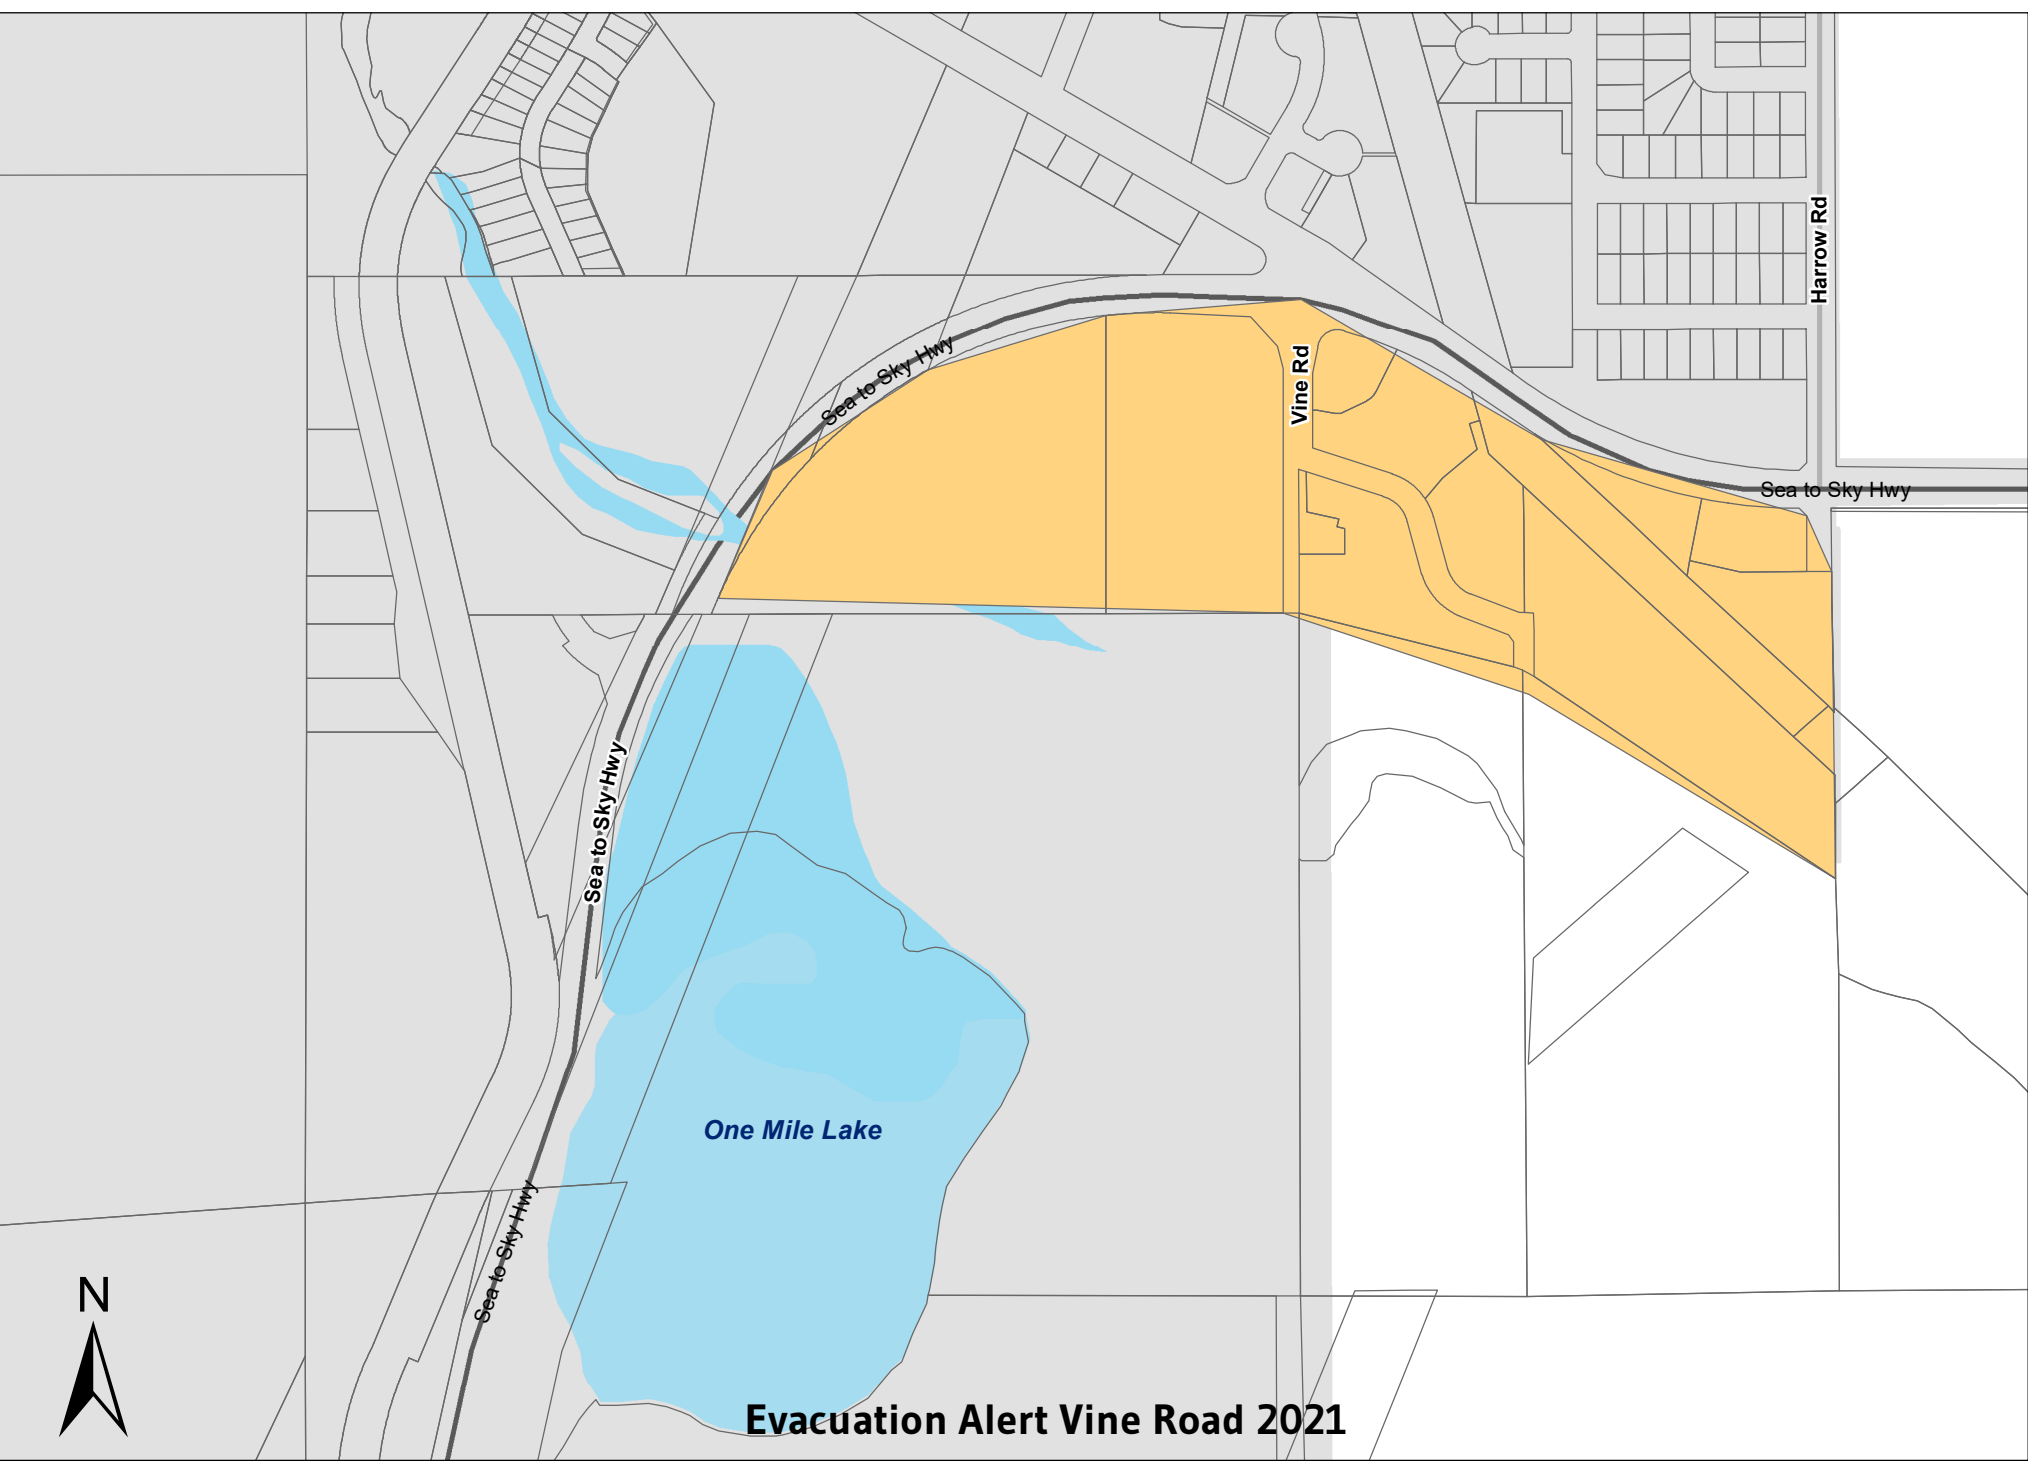 Harrow Rd
Sea to Sky Hwy
Vine Rd
Sea to Sky Hwy
Sea to Sky Hwy
One Mile Lake
Sea to Sky Hwy
N
Evacuation Alert Vine Road 2021